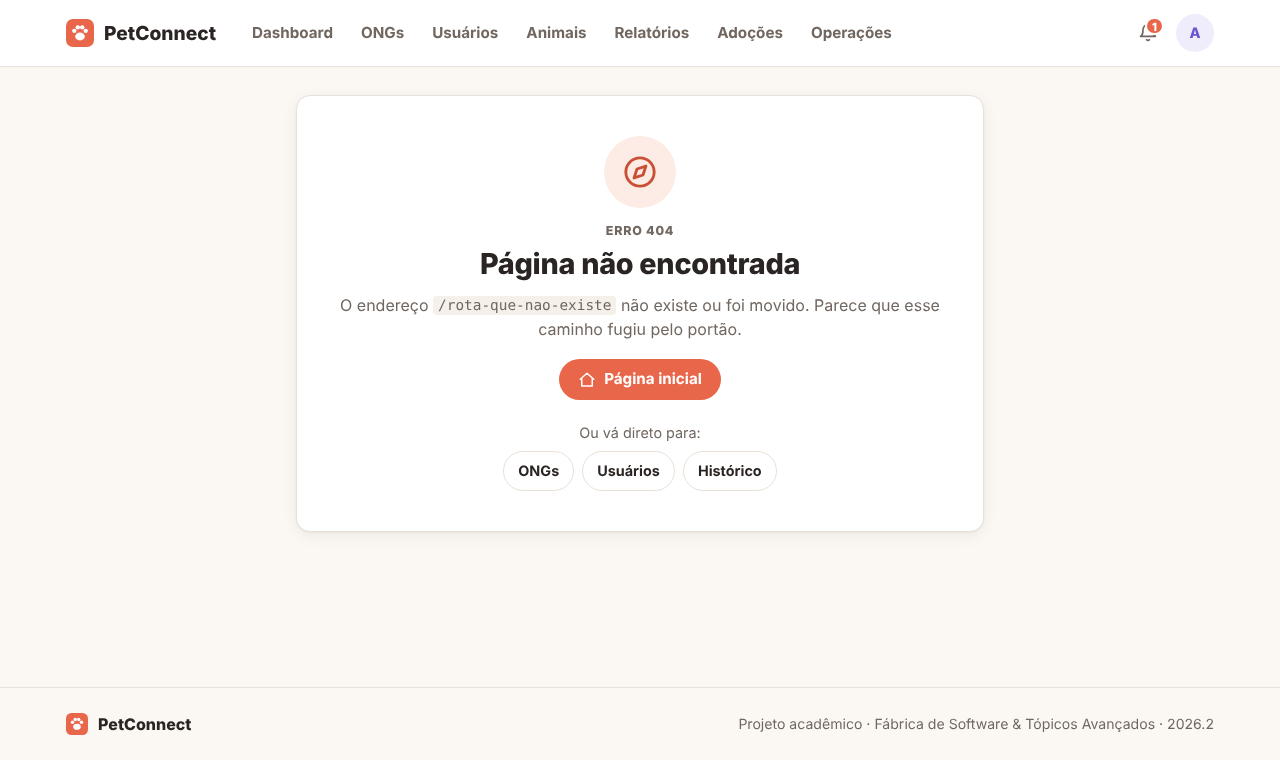 PetConnect Dashboard ONGs Usuários Animais Relatórios Adoções Operações 1 A
ERRO 404
Página não encontrada
O endereço /rota-que-nao-existe não existe ou foi movido. Parece que esse
caminho fugiu pelo portão.
Página inicial
Ou vá direto para:
ONGs Usuários Histórico
PetConnect Projeto acadêmico · Fábrica de Software & Tópicos Avançados · 2026.2